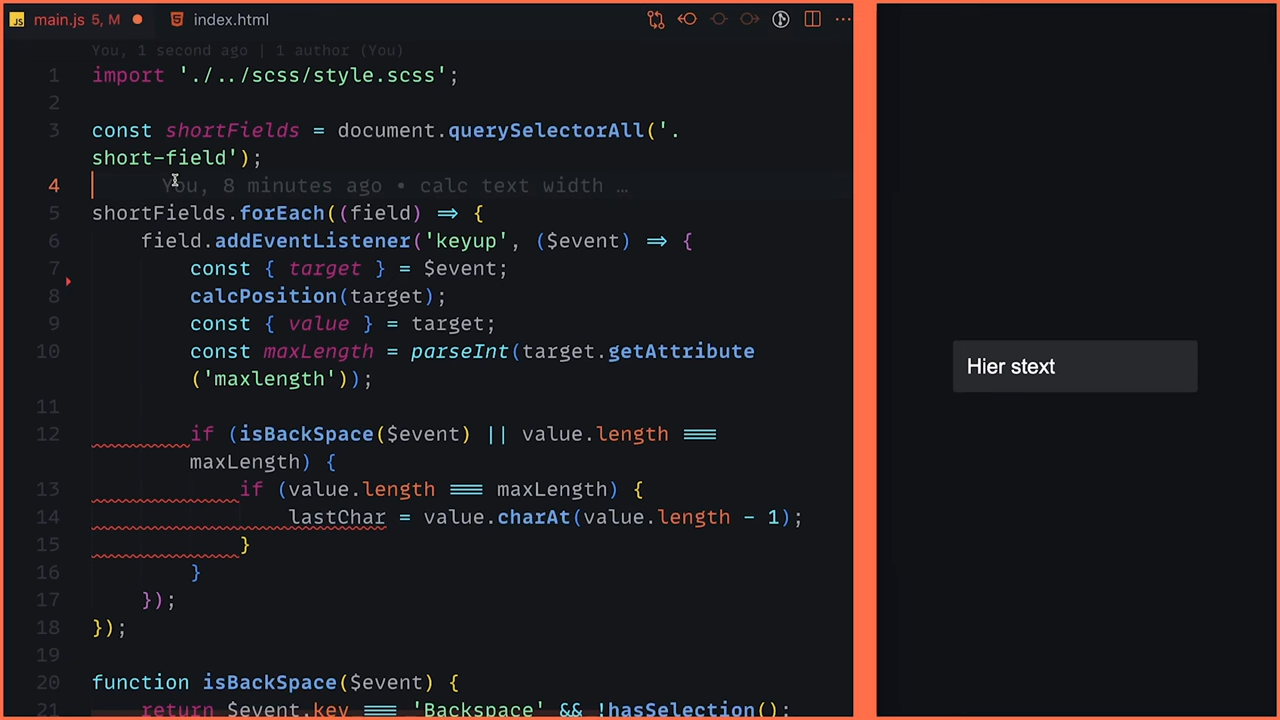 main.js 5, M
index.html
You, 1 second ago | 1 author (You)
1 import './../scss/style.scss';
2
3 const shortFields = document.querySelectorAll('.
short-field');
4 You, 8 minutes ago • calc text width …
5 shortFields.forEach((field) => {
6 field.addEventListener('keyup', ($event) => {
7 const { target } = $event;
8 calcPosition(target);
9 const { value } = target;
10 const maxLength = parseInt(target.getAttribute
('maxlength'));
11
12 if (isBackSpace($event) || value.length ===
maxLength) {
13 if (value.length === maxLength) {
14 lastChar = value.charAt(value.length - 1);
15 }
16 }
17 });
18 });
19
20 function isBackSpace($event) {
21 return $event.key === 'Backspace' && !hasSelection();
Hier stext